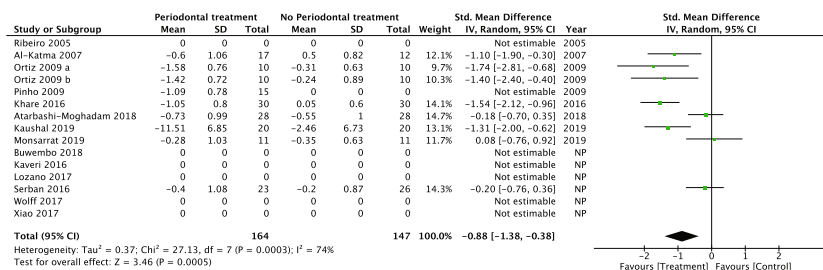 Periodontal treatment No Periodontal treatment Std. Mean Difference Std. Mean Difference
Study or Subgroup Mean SD Total Mean SD Total Weight IV, Random, 95% CI Year IV, Random, 95% CI
Ribeiro 2005 0 0 0 0 0 0 Not estimable 2005
Al-Katma 2007 -0.6 1.06 17 0.5 0.82 12 12.1% -1.10 [-1.90, -0.30] 2007
Ortiz 2009 a -1.58 0.76 10 -0.31 0.63 10 9.7% -1.74 [-2.81, -0.68] 2009
Ortiz 2009 b -1.42 0.72 10 -0.24 0.89 10 10.3% -1.40 [-2.40, -0.40] 2009
Pinho 2009 -1.09 0.78 15 0 0 0 Not estimable 2009
Khare 2016 -1.05 0.8 30 0.05 0.6 30 14.1% -1.54 [-2.12, -0.96] 2016
Atarbashi-Moghadam 2018 -0.73 0.99 28 -0.55 1 28 14.4% -0.18 [-0.70, 0.35] 2018
Kaushal 2019 -11.51 6.85 20 -2.46 6.73 20 13.4% -1.31 [-2.00, -0.62] 2019
Monsarrat 2019 -0.28 1.03 11 -0.35 0.63 11 11.7% 0.08 [-0.76, 0.92] 2019
Buwembo 2018 0 0 0 0 0 0 Not estimable NP
Kaveri 2016 0 0 0 0 0 0 Not estimable NP
Lozano 2017 0 0 0 0 0 0 Not estimable NP
Serban 2016 -0.4 1.08 23 -0.2 0.87 26 14.3% -0.20 [-0.76, 0.36] NP
Wolff 2017 0 0 0 0 0 0 Not estimable NP
Xiao 2017 0 0 0 0 0 0 Not estimable NP
Total (95% CI) 164 147 100.0% -0.88 [-1.38, -0.38]
Heterogeneity: Tau² = 0.37; Chi² = 27.13, df = 7 (P = 0.0003); I² = 74%
Test for overall effect: Z = 3.46 (P = 0.0005)
-2 -1 0 1 2
Favours [Treatment] Favours [Control]